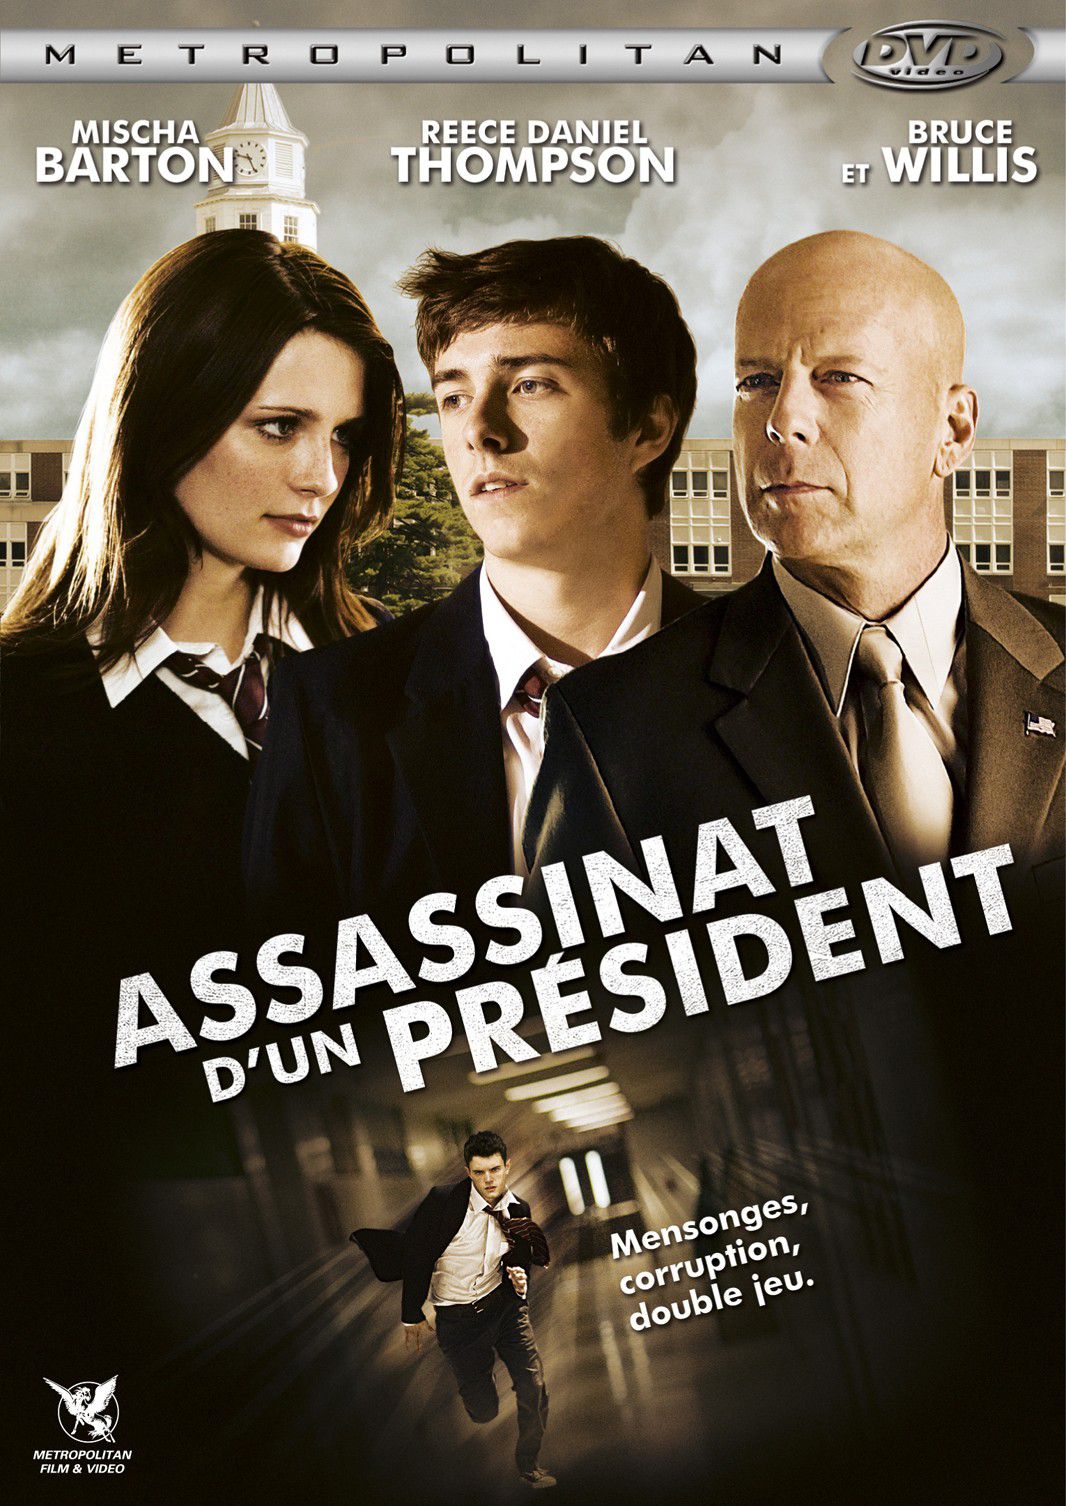 METROPOLITAN
DVD
video
MISCHA
BARTON
REECE DANIEL
THOMPSON
BRUCE
ET WILLIS
ASSASSINAT
D'UN PRÉSIDENT
Mensonges,
corruption,
double jeu.
METROPOLITAN
FILM & VIDEO